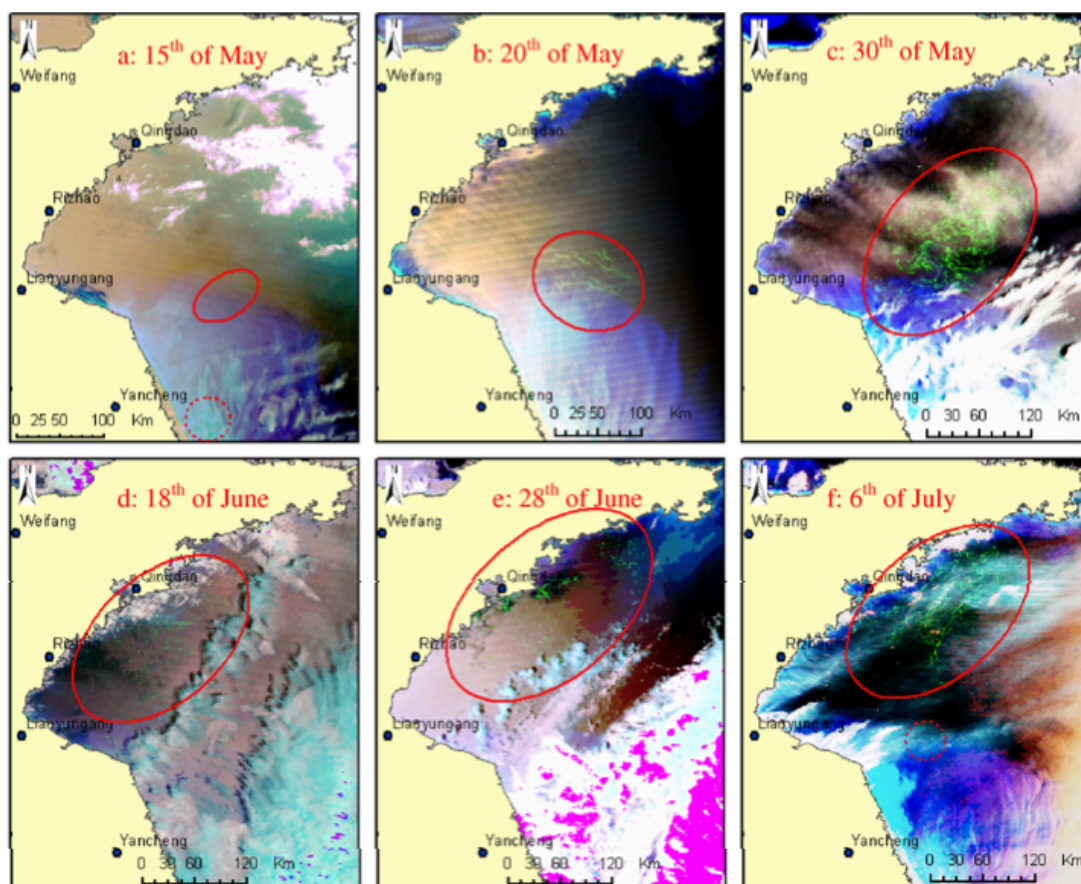 a: 15th of May
N
Weifang
Qingdao
Rizhao
Lianyungang
Yancheng
0 25 50 100 Km
b: 20th of May
N
Weifang
Qingdao
Rizhao
Lianyungang
Yancheng
0 25 50 100 Km
c: 30th of May
N
Weifang
Qingdao
Rizhao
Lianyungang
Yancheng
0 30 60 120 Km
d: 18th of June
N
Weifang
Qingdao
Rizhao
Lianyungang
Yancheng
0 30 60 120 Km
e: 28th of June
N
Weifang
Qingdao
Rizhao
Lianyungang
Yancheng
0 30 60 120 Km
f: 6th of July
N
Weifang
Qingdao
Rizhao
Lianyungang
Yancheng
0 30 60 120 Km